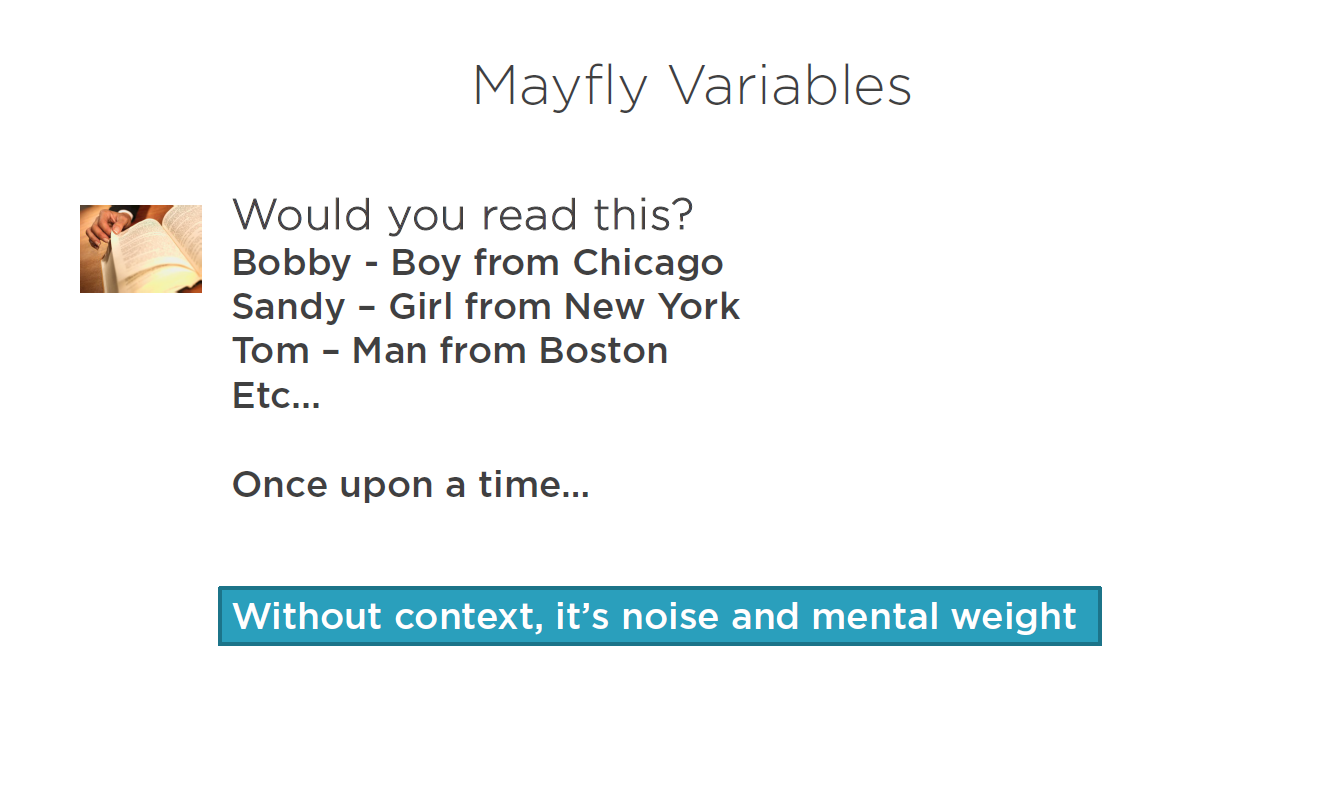 Mayfly Variables
Would you read this?
Bobby - Boy from Chicago
Sandy – Girl from New York
Tom – Man from Boston
Etc...
Once upon a time...
Without context, it’s noise and mental weight